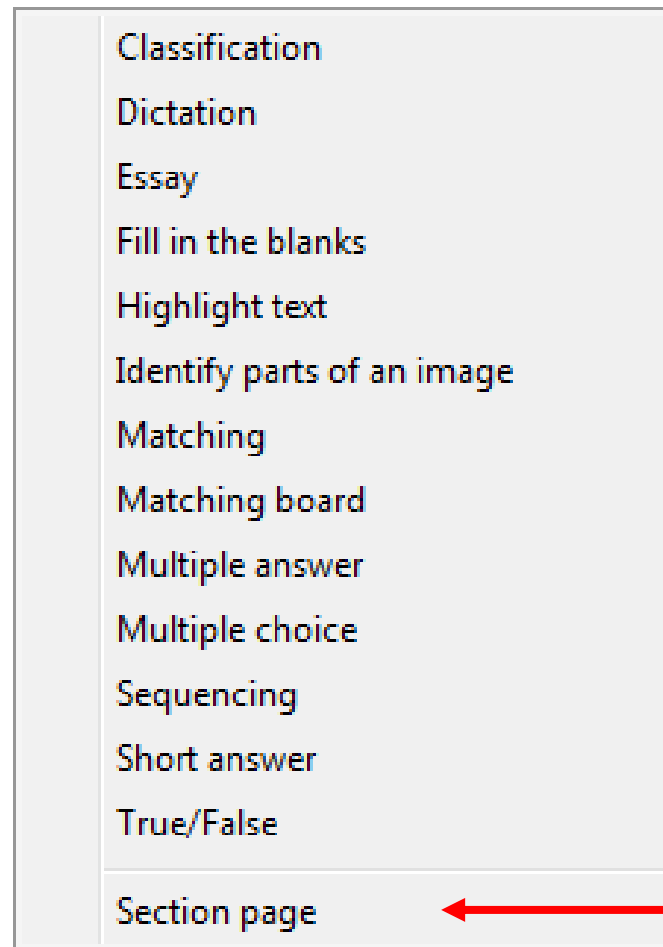 Classification
Dictation
Essay
Fill in the blanks
Highlight text
Identify parts of an image
Matching
Matching board
Multiple answer
Multiple choice
Sequencing
Short answer
True/False
Section page